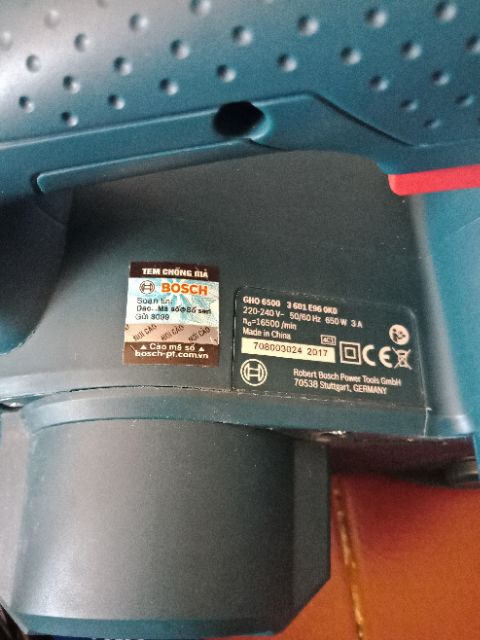 TEM CHỐNG GIẢ
BOSCH
Soạn tin:
Gửi 8099
Cào mã số
bosch-pt.com.vn
GHO 6500 3 601 E96 0K0
220-240 V~ 50/60 Hz 650 W 3 A
n₀=16500 /min
Made in China
708003024 2017
CE
Robert Bosch Power Tools GmbH
70538 Stuttgart, GERMANY